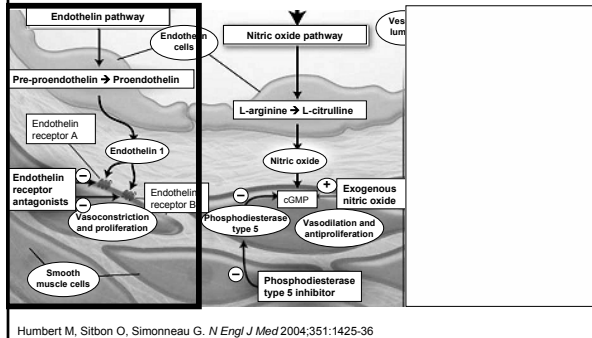 Endothelin pathway
Endothelin
cells
Pre-proendothelin → Proendothelin
Endothelin
receptor A
Endothelin 1
Endothelin
receptor
antagonists
−
−
Endothelin
receptor B
Vasoconstriction
and proliferation
Smooth
muscle cells
Nitric oxide pathway
L-arginine → L-citrulline
Nitric oxide
−
+
cGMP
Exogenous
nitric oxide
Phosphodiesterase
type 5
Vasodilation and
antiproliferation
−
Phosphodiesterase
type 5 inhibitor
Humbert M, Sitbon O, Simonneau G. N Engl J Med 2004;351:1425-36